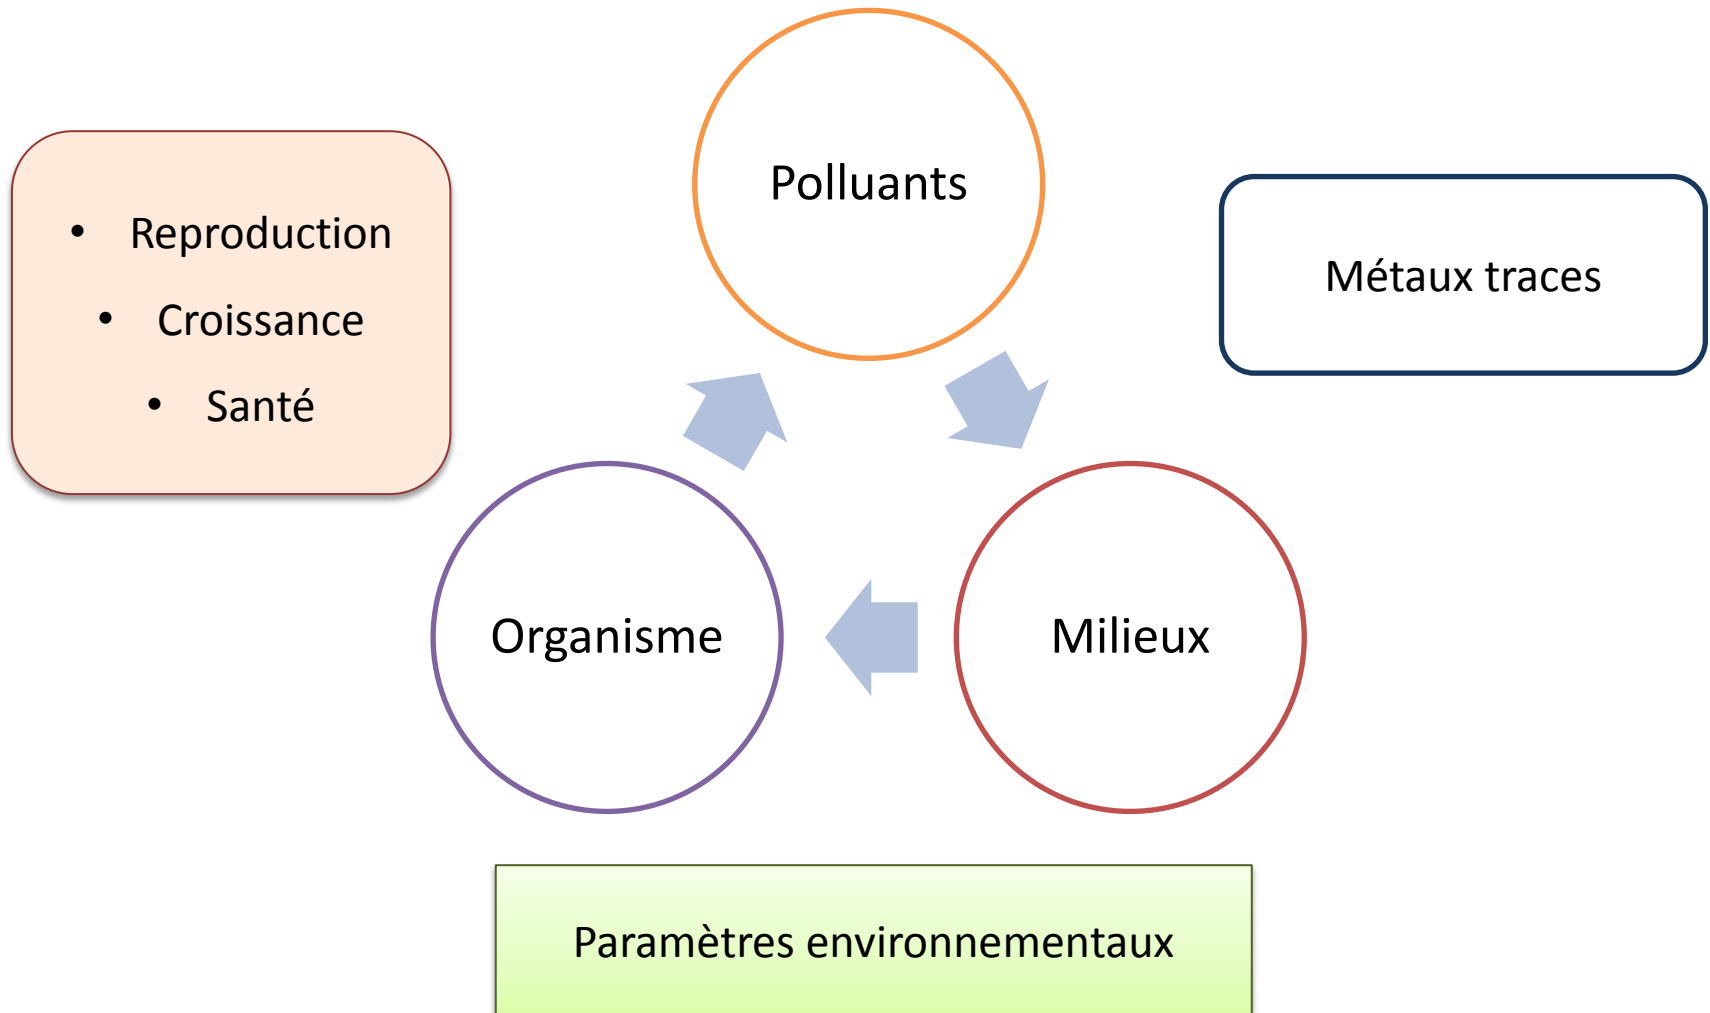 Polluants
• Reproduction
• Croissance
• Santé
Métaux traces
Organisme
Milieux
Paramètres environnementaux